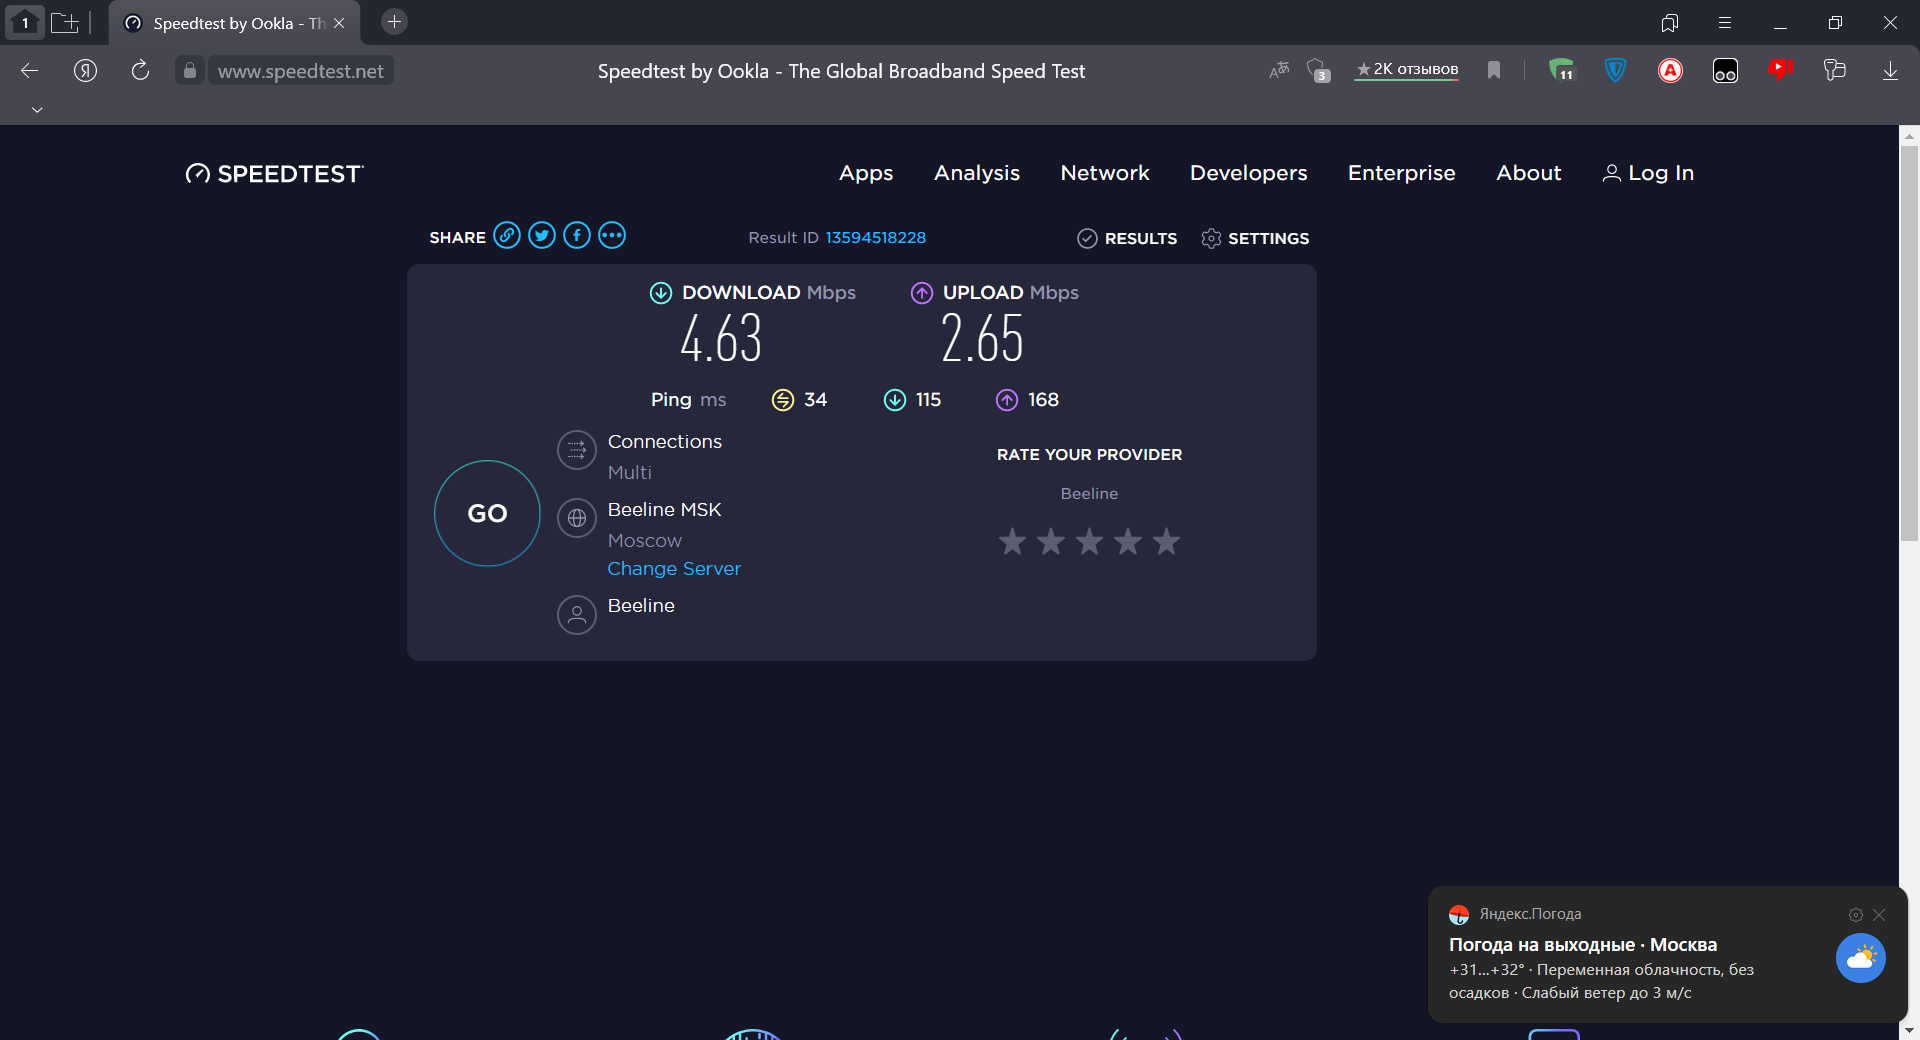 1
Speedtest by Ookla - Th
Я
www.speedtest.net
Speedtest by Ookla - The Global Broadband Speed Test
3
★ 2K отзывов
11
SPEEDTEST
Apps
Analysis
Network
Developers
Enterprise
About
Log In
SHARE
Result ID 13594518228
RESULTS
SETTINGS
DOWNLOAD Mbps
UPLOAD Mbps
4.63
2.65
Ping ms
34
115
168
Connections
Multi
GO
Beeline MSK
Moscow
Change Server
Beeline
RATE YOUR PROVIDER
Beeline
Яндекс.Погода
Погода на выходные · Москва
+31...+32° · Переменная облачность, без
осадков · Слабый ветер до 3 м/с